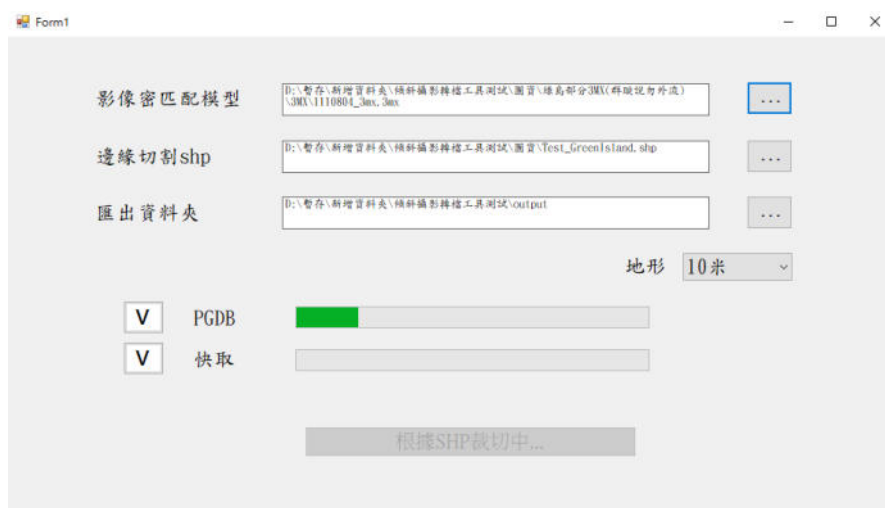 Form1
影像密匹配模型
D:\暫存\新增資料夾\傾斜攝影轉檔工具測試\圖資\綠島部分3MX(群璇說勿外流)
\3MX\1110804_3mx.3mx
...
邊緣切割shp
D:\暫存\新增資料夾\傾斜攝影轉檔工具測試\圖資\Test_GreenIsland.shp
...
匯出資料夾
D:\暫存\新增資料夾\傾斜攝影轉檔工具測試\output
...
地形 10米
V PGDB
V 快取
根據SHP裁切中...